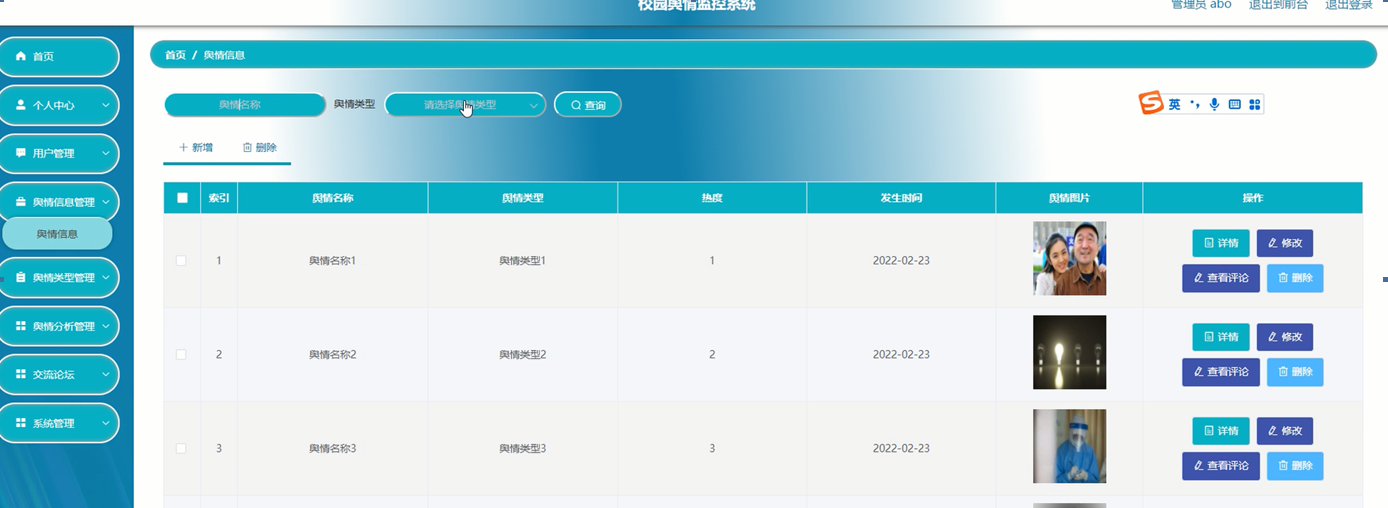 校园舆情监控系统
管理员 abo 退出到前台 退出登录
首页
个人中心
用户管理
舆情信息管理
舆情信息
舆情类型管理
舆情分析管理
交流论坛
系统管理
首页 / 舆情信息
舆情名称 舆情类型 请选择舆情类型 查询
英
新增 删除
索引 舆情名称 舆情类型 热度 发生时间 舆情图片 操作
1 舆情名称1 舆情类型1 1 2022-02-23 详情 修改
查看评论 删除
2 舆情名称2 舆情类型2 2 2022-02-23 详情 修改
查看评论 删除
3 舆情名称3 舆情类型3 3 2022-02-23 详情 修改
查看评论 删除